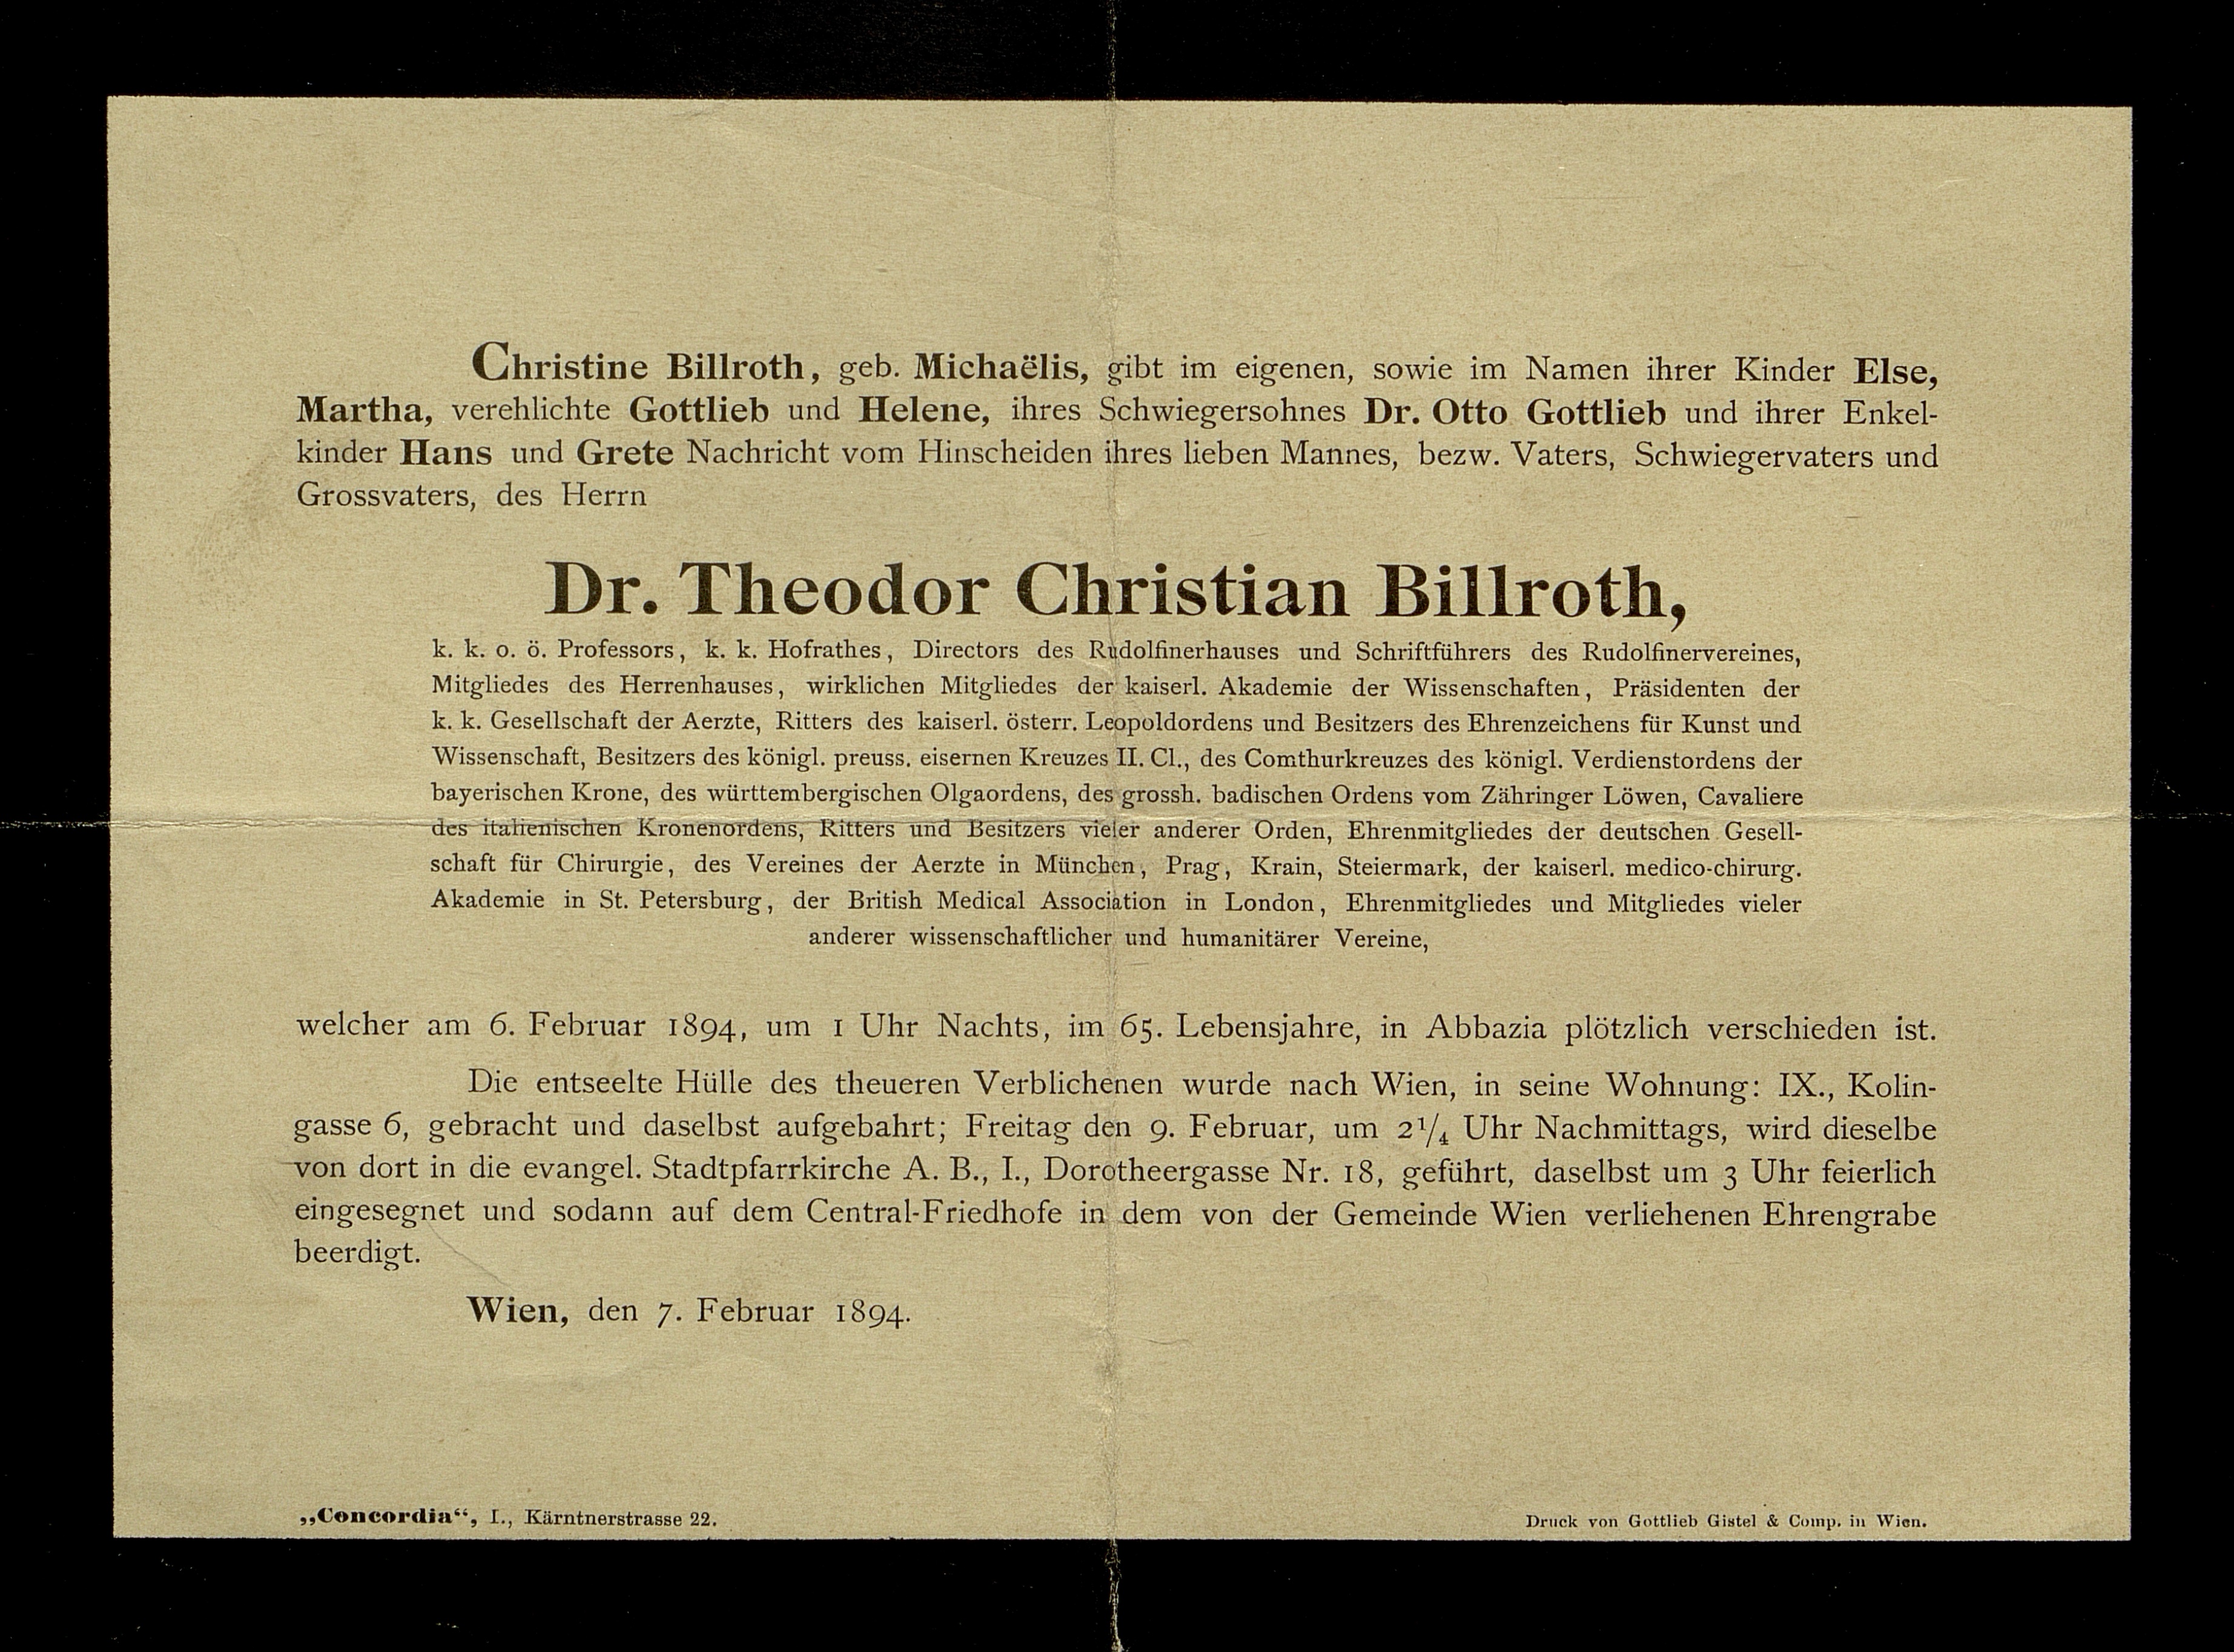 Christine Billroth, geb. Michaëlis, gibt im eigenen, sowie im Namen ihrer Kinder Else,
Martha, verehlichte Gottlieb und Helene, ihres Schwiegersohnes Dr. Otto Gottlieb und ihrer Enkel-
kinder Hans und Grete Nachricht vom Hinscheiden ihres lieben Mannes, bezw. Vaters, Schwiegervaters und
Grossvaters, des Herrn
Dr. Theodor Christian Billroth,
k. k. o. ö. Professors, k. k. Hofrathes, Directors des Rudolfinerhauses und Schriftführers des Rudolfinervereines,
Mitgliedes des Herrenhauses, wirklichen Mitgliedes der kaiserl. Akademie der Wissenschaften, Präsidenten der
k. k. Gesellschaft der Aerzte, Ritters des kaiserl. österr. Leopoldordens und Besitzers des Ehrenzeichens für Kunst und
Wissenschaft, Besitzers des königl. preuss. eisernen Kreuzes II. Cl., des Comthurkreuzes des königl. Verdienstordens der
bayerischen Krone, des württembergischen Olgaordens, des grossh. badischen Ordens vom Zähringer Löwen, Cavaliere
des italienischen Kronenordens, Ritters und Besitzers vieler anderer Orden, Ehrenmitgliedes der deutschen Gesell-
schaft für Chirurgie, des Vereines der Aerzte in München, Prag, Krain, Steiermark, der kaiserl. medico-chirurg.
Akademie in St. Petersburg, der British Medical Association in London, Ehrenmitgliedes und Mitgliedes vieler
anderer wissenschaftlicher und humanitärer Vereine,
welcher am 6. Februar 1894, um 1 Uhr Nachts, im 65. Lebensjahre, in Abbazia plötzlich verschieden ist.
Die entseelte Hülle des theueren Verblichenen wurde nach Wien, in seine Wohnung: IX., Kolin-
gasse 6, gebracht und daselbst aufgebahrt; Freitag den 9. Februar, um 2¼ Uhr Nachmittags, wird dieselbe
von dort in die evangel. Stadtpfarrkirche A. B., I., Dorotheergasse Nr. 18, geführt, daselbst um 3 Uhr feierlich
eingesegnet und sodann auf dem Central-Friedhofe in dem von der Gemeinde Wien verliehenen Ehrengrabe
beerdigt.
Wien, den 7. Februar 1894.
„Concordia“, I., Kärntnerstrasse 22.
Druck von Gottlieb Gistel & Comp. in Wien.